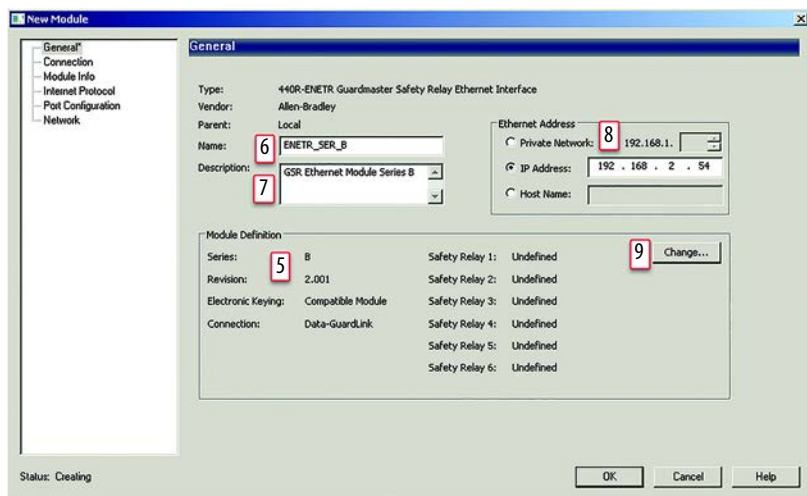 New Module
General*
Connection
Module Info
Internet Protocol
Port Configuration
Network
General
Type: 440R-ENETR Guardmaster Safety Relay Ethernet Interface
Vendor: Allen-Bradley
Parent: Local
Name: 6 ENETR_SER_B
Description: 7 GSR Ethernet Module Series B
Ethernet Address
Private Network: 8 192.168.1.
IP Address: 192 . 168 . 2 . 54
Host Name:
Module Definition
Series: B Safety Relay 1: Undefined 9 Change...
5
Revision: 2.001 Safety Relay 2: Undefined
Electronic Keying: Compatible Module Safety Relay 3: Undefined
Connection: Data-GuardLink Safety Relay 4: Undefined
Safety Relay 5: Undefined
Safety Relay 6: Undefined
Status: Creating
OK Cancel Help